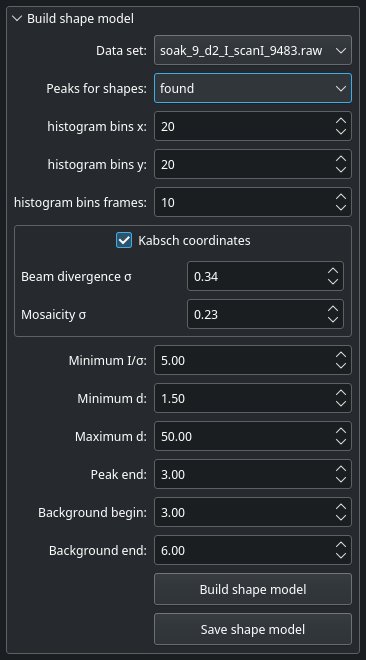 Build shape model
Data set: soak_9_d2_I_scanI_9483.raw
Peaks for shapes: found
histogram bins x: 20
histogram bins y: 20
histogram bins frames: 10
Kabsch coordinates
Beam divergence σ 0.34
Mosaicity σ 0.23
Minimum I/σ: 5.00
Minimum d: 1.50
Maximum d: 50.00
Peak end: 3.00
Background begin: 3.00
Background end: 6.00
Build shape model
Save shape model